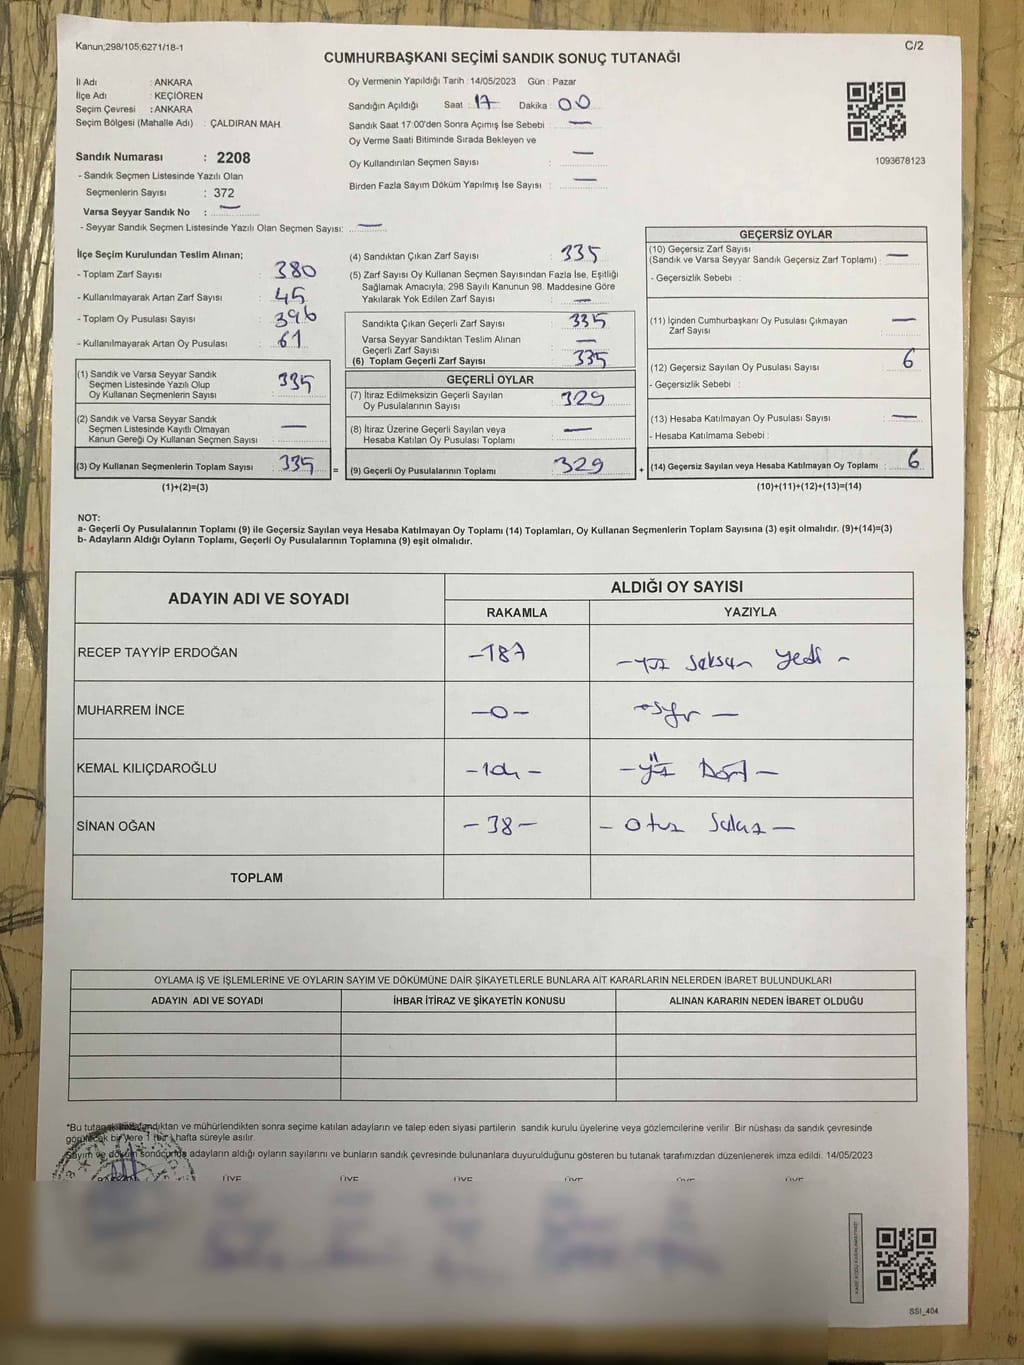 Kanun;298/105;6271/18-1
C/2
CUMHURBAŞKANI SEÇİMİ SANDIK SONUÇ TUTANAĞI
İl Adı : ANKARA
İlçe Adı : KEÇİÖREN
Seçim Çevresi : ANKARA
Seçim Bölgesi (Mahalle Adı) : ÇALDIRAN MAH.
Sandık Numarası : 2208
- Sandık Seçmen Listesinde Yazılı Olan
Seçmenlerin Sayısı : 372
Varsa Seyyar Sandık No : —
- Seyyar Sandık Seçmen Listesinde Yazılı Olan Seçmen Sayısı: —
Oy Vermenin Yapıldığı Tarih : 14/05/2023 Gün : Pazar
Sandığın Açıldığı Saat : 17 Dakika : 00
Sandık Saat 17:00'den Sonra Açımış İse Sebebi : —
Oy Verme Saati Bitiminde Sırada Bekleyen ve
Oy Kullandırılan Seçmen Sayısı : —
Birden Fazla Sayım Döküm Yapılmış İse Sayısı : —
1093678123
İlçe Seçim Kurulundan Teslim Alınan;
- Toplam Zarf Sayısı : 380
- Kullanılmayarak Artan Zarf Sayısı : 45
- Toplam Oy Pusulası Sayısı : 396
- Kullanılmayarak Artan Oy Pusulası : 61
(1) Sandık ve Varsa Seyyar Sandık
Seçmen Listesinde Yazılı Olup
Oy Kullanan Seçmenlerin Sayısı : 335
(2) Sandık ve Varsa Seyyar Sandık
Seçmen Listesinde Kayıtlı Olmayan
Kanun Gereği Oy Kullanan Seçmen Sayısı : —
(3) Oy Kullanan Seçmenlerin Toplam Sayısı : 335 =
(1)+(2)=(3)
(4) Sandıktan Çıkan Zarf Sayısı : 335
(5) Zarf Sayısı Oy Kullanan Seçmen Sayısından Fazla İse, Eşitliği
Sağlamak Amacıyla; 298 Sayılı Kanunun 98. Maddesine Göre
Yakılarak Yok Edilen Zarf Sayısı : —
Sandıkta Çıkan Geçerli Zarf Sayısı : 335
Varsa Seyyar Sandıktan Teslim Alınan
Geçerli Zarf Sayısı : —
(6) Toplam Geçerli Zarf Sayısı : 335
GEÇERLİ OYLAR
(7) İtiraz Edilmeksizin Geçerli Sayılan
Oy Pusulalarının Sayısı : 329
(8) İtiraz Üzerine Geçerli Sayılan veya
Hesaba Katılan Oy Pusulası Toplamı : —
(9) Geçerli Oy Pusulalarının Toplamı : 329 +
GEÇERSİZ OYLAR
(10) Geçersiz Zarf Sayısı
(Sandık ve Varsa Seyyar Sandık Geçersiz Zarf Toplamı) : —
- Geçersizlik Sebebi :
(11) İçinden Cumhurbaşkanı Oy Pusulası Çıkmayan
Zarf Sayısı : —
(12) Geçersiz Sayılan Oy Pusulası Sayısı : 6
- Geçersizlik Sebebi :
(13) Hesaba Katılmayan Oy Pusulası Sayısı : —
- Hesaba Katılmama Sebebi :
(14) Geçersiz Sayılan veya Hesaba Katılmayan Oy Toplamı : 6
(10)+(11)+(12)+(13)=(14)
NOT:
a- Geçerli Oy Pusulalarının Toplamı (9) ile Geçersiz Sayılan veya Hesaba Katılmayan Oy Toplamı (14) Toplamları, Oy Kullanan Seçmenlerin Toplam Sayısına (3) eşit olmalıdır. (9)+(14)=(3)
b- Adayların Aldığı Oyların Toplamı, Geçerli Oy Pusulalarının Toplamına (9) eşit olmalıdır.
ADAYIN ADI VE SOYADI
ALDIĞI OY SAYISI
RAKAMLA YAZIYLA
RECEP TAYYİP ERDOĞAN -187 -yüz seksen yedi -
MUHARREM İNCE -0- -sıfır -
KEMAL KILIÇDAROĞLU -104- -yüz Dört -
SİNAN OĞAN -38- - otuz sekiz -
TOPLAM
OYLAMA İŞ VE İŞLEMLERİNE VE OYLARIN SAYIM VE DÖKÜMÜNE DAİR ŞİKAYETLERLE BUNLARA AİT KARARLARIN NELERDEN İBARET BULUNDUKLARI
ADAYIN ADI VE SOYADI İHBAR İTİRAZ VE ŞİKAYETİN KONUSU ALINAN KARARIN NEDEN İBARET OLDUĞU
*Bu tutanak imzalandıktan ve mühürlendikten sonra seçime katılan adayların ve talep eden siyasi partilerin sandık kurulu üyelerine veya gözlemcilerine verilir .Bir nüshası da sandık çevresinde
görülecek bir yere 1 (bir ) hafta süreyle asılır.
Sayım ve döküm sonucunda adayların aldığı oyların sayılarını ve bunların sandık çevresinde bulunanlara duyurulduğunu gösteren bu tutanak tarafımızdan düzenlenerek imza edildi. 14/05/2023
ÜYE ÜYE ÜYE ÜYE ÜYE ÜYE
SSI_404